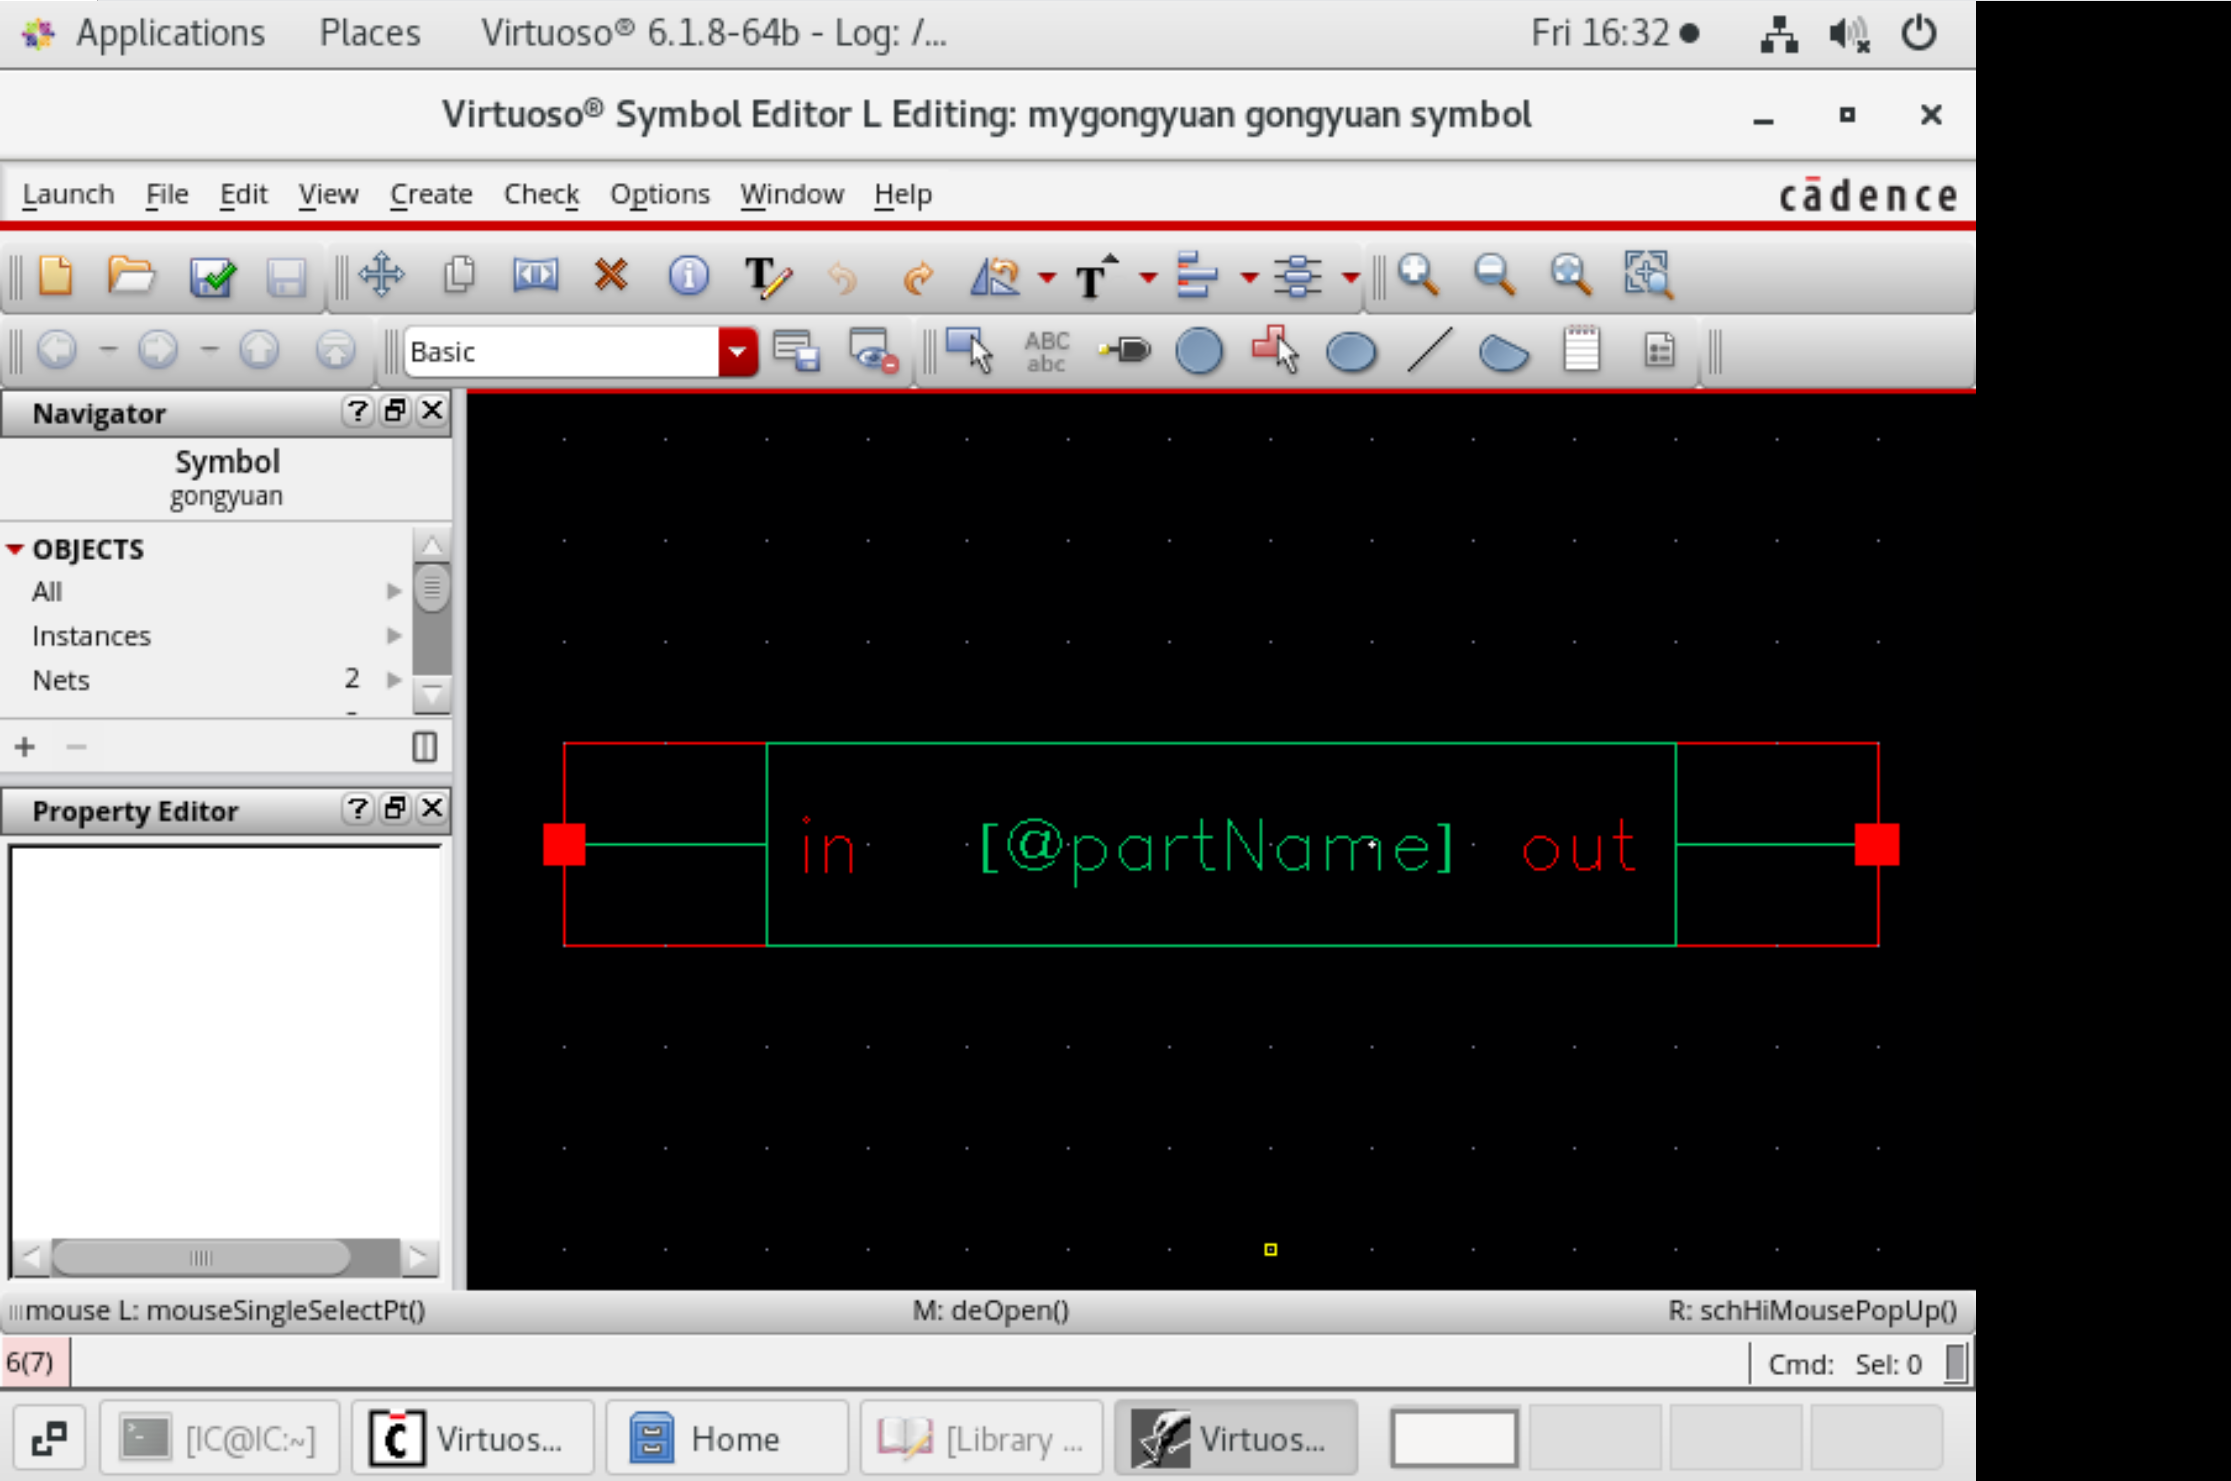 Applications Places Virtuoso® 6.1.8-64b - Log: /... Fri 16:32
Virtuoso® Symbol Editor L Editing: mygongyuan gongyuan symbol
Launch File Edit View Create Check Options Window Help cādence
T T
Basic ABC
abc
Navigator ?
Symbol
gongyuan
OBJECTS
All
Instances
Nets 2
Property Editor ?
in [@partName] out
mouse L: mouseSingleSelectPt() M: deOpen() R: schHiMousePopUp()
6(7) Cmd: Sel: 0
[IC@IC:~] Virtuos... Home [Library ... Virtuos...